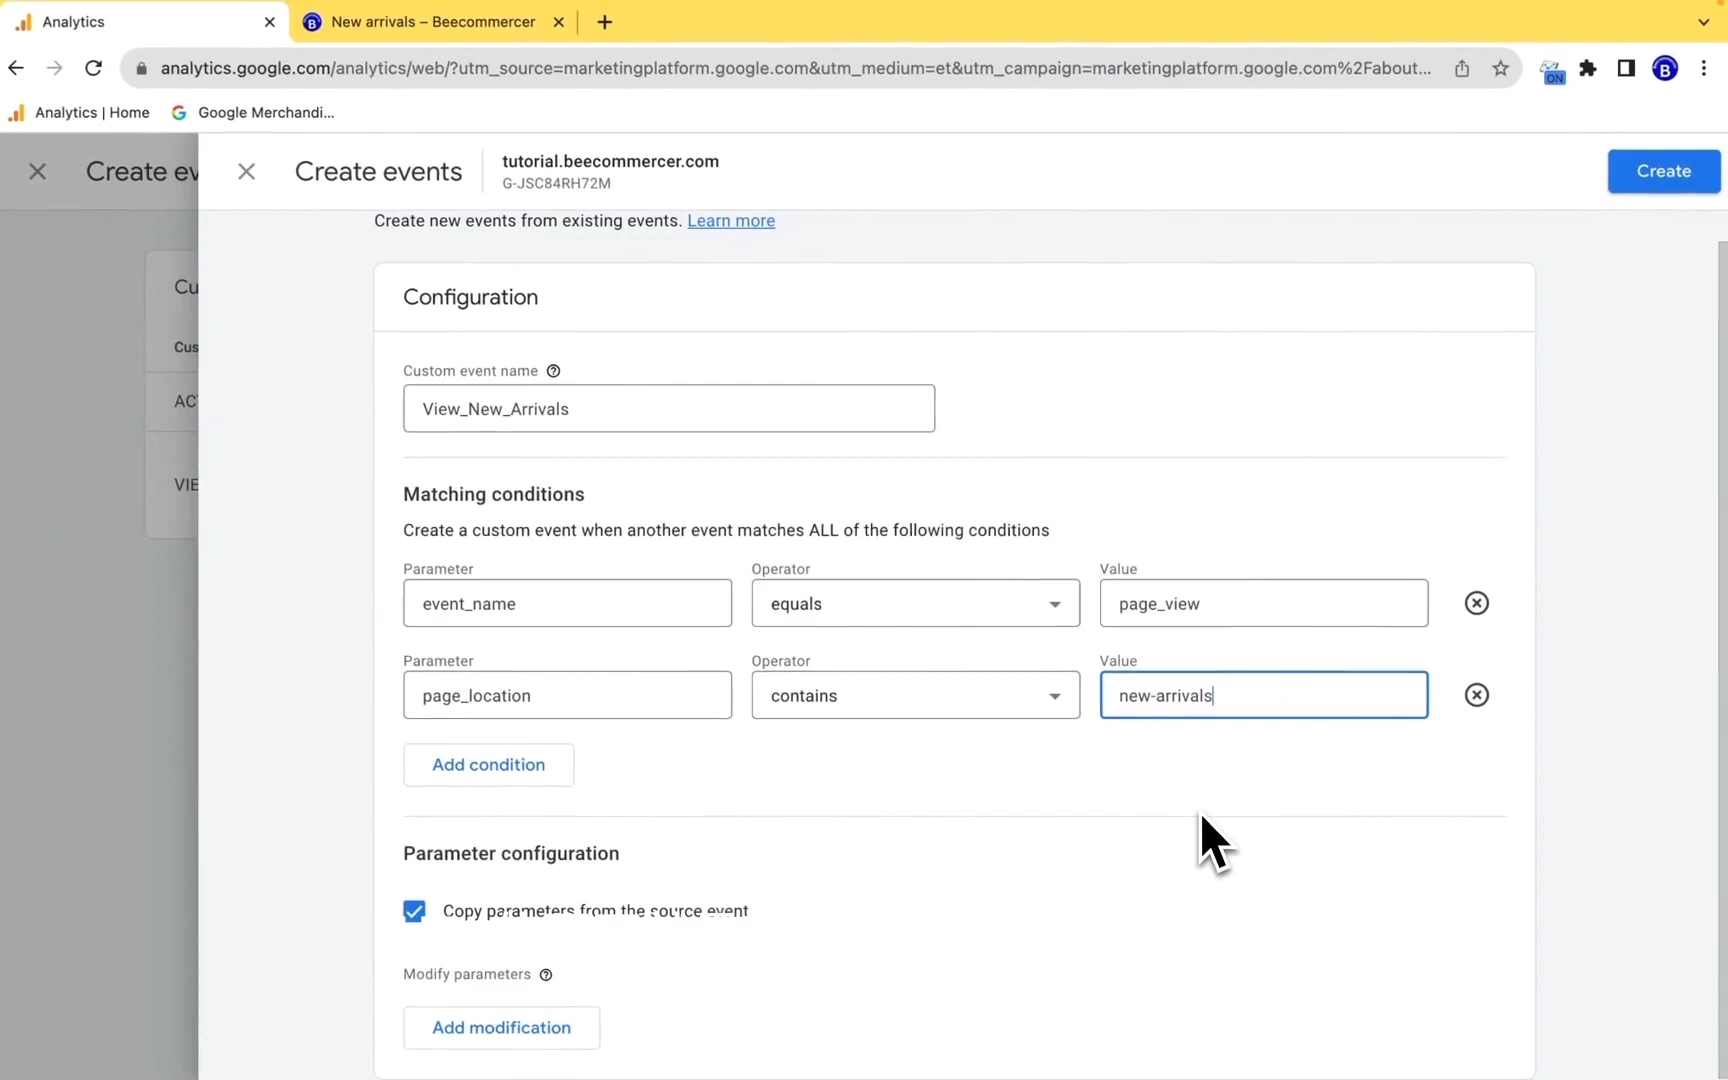 Analytics
New arrivals – Beecommercer
analytics.google.com/analytics/web/?utm_source=marketingplatform.google.com&utm_medium=et&utm_campaign=marketingplatform.google.com%2Fabout...
ON
B
Analytics | Home
Google Merchandi...
Create ev
Create events
tutorial.beecommercer.com
G-JSC84RH72M
Create
Create new events from existing events. Learn more
Cu
Configuration
Cus
Custom event name
AC
View_New_Arrivals
VIE
Matching conditions
Create a custom event when another event matches ALL of the following conditions
Parameter Operator Value
event_name equals page_view
Parameter Operator Value
page_location contains new-arrivals
Add condition
Parameter configuration
Copy parameters from the source event
Modify parameters
Add modification